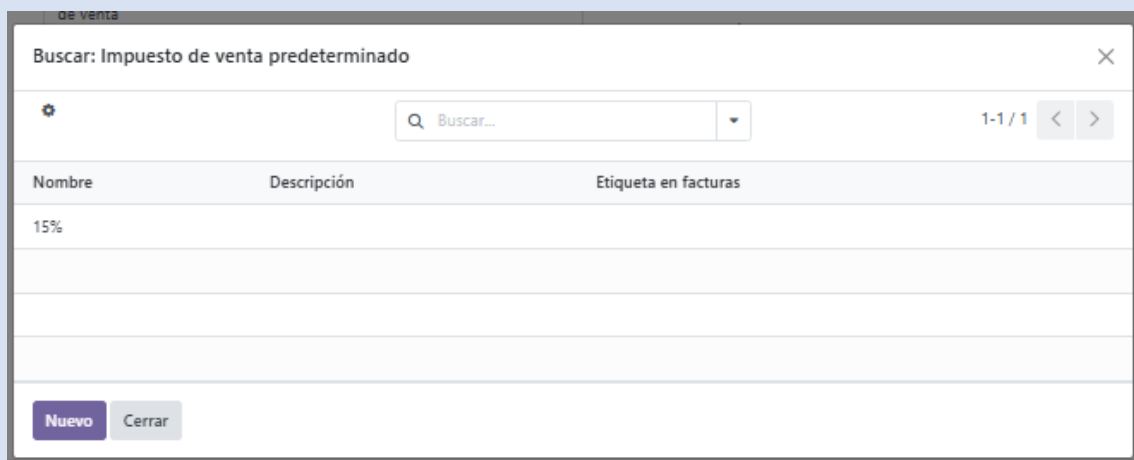 de venta
Buscar: Impuesto de venta predeterminado
Buscar...
1-1 / 1
Nombre Descripción Etiqueta en facturas
15%
Nuevo Cerrar